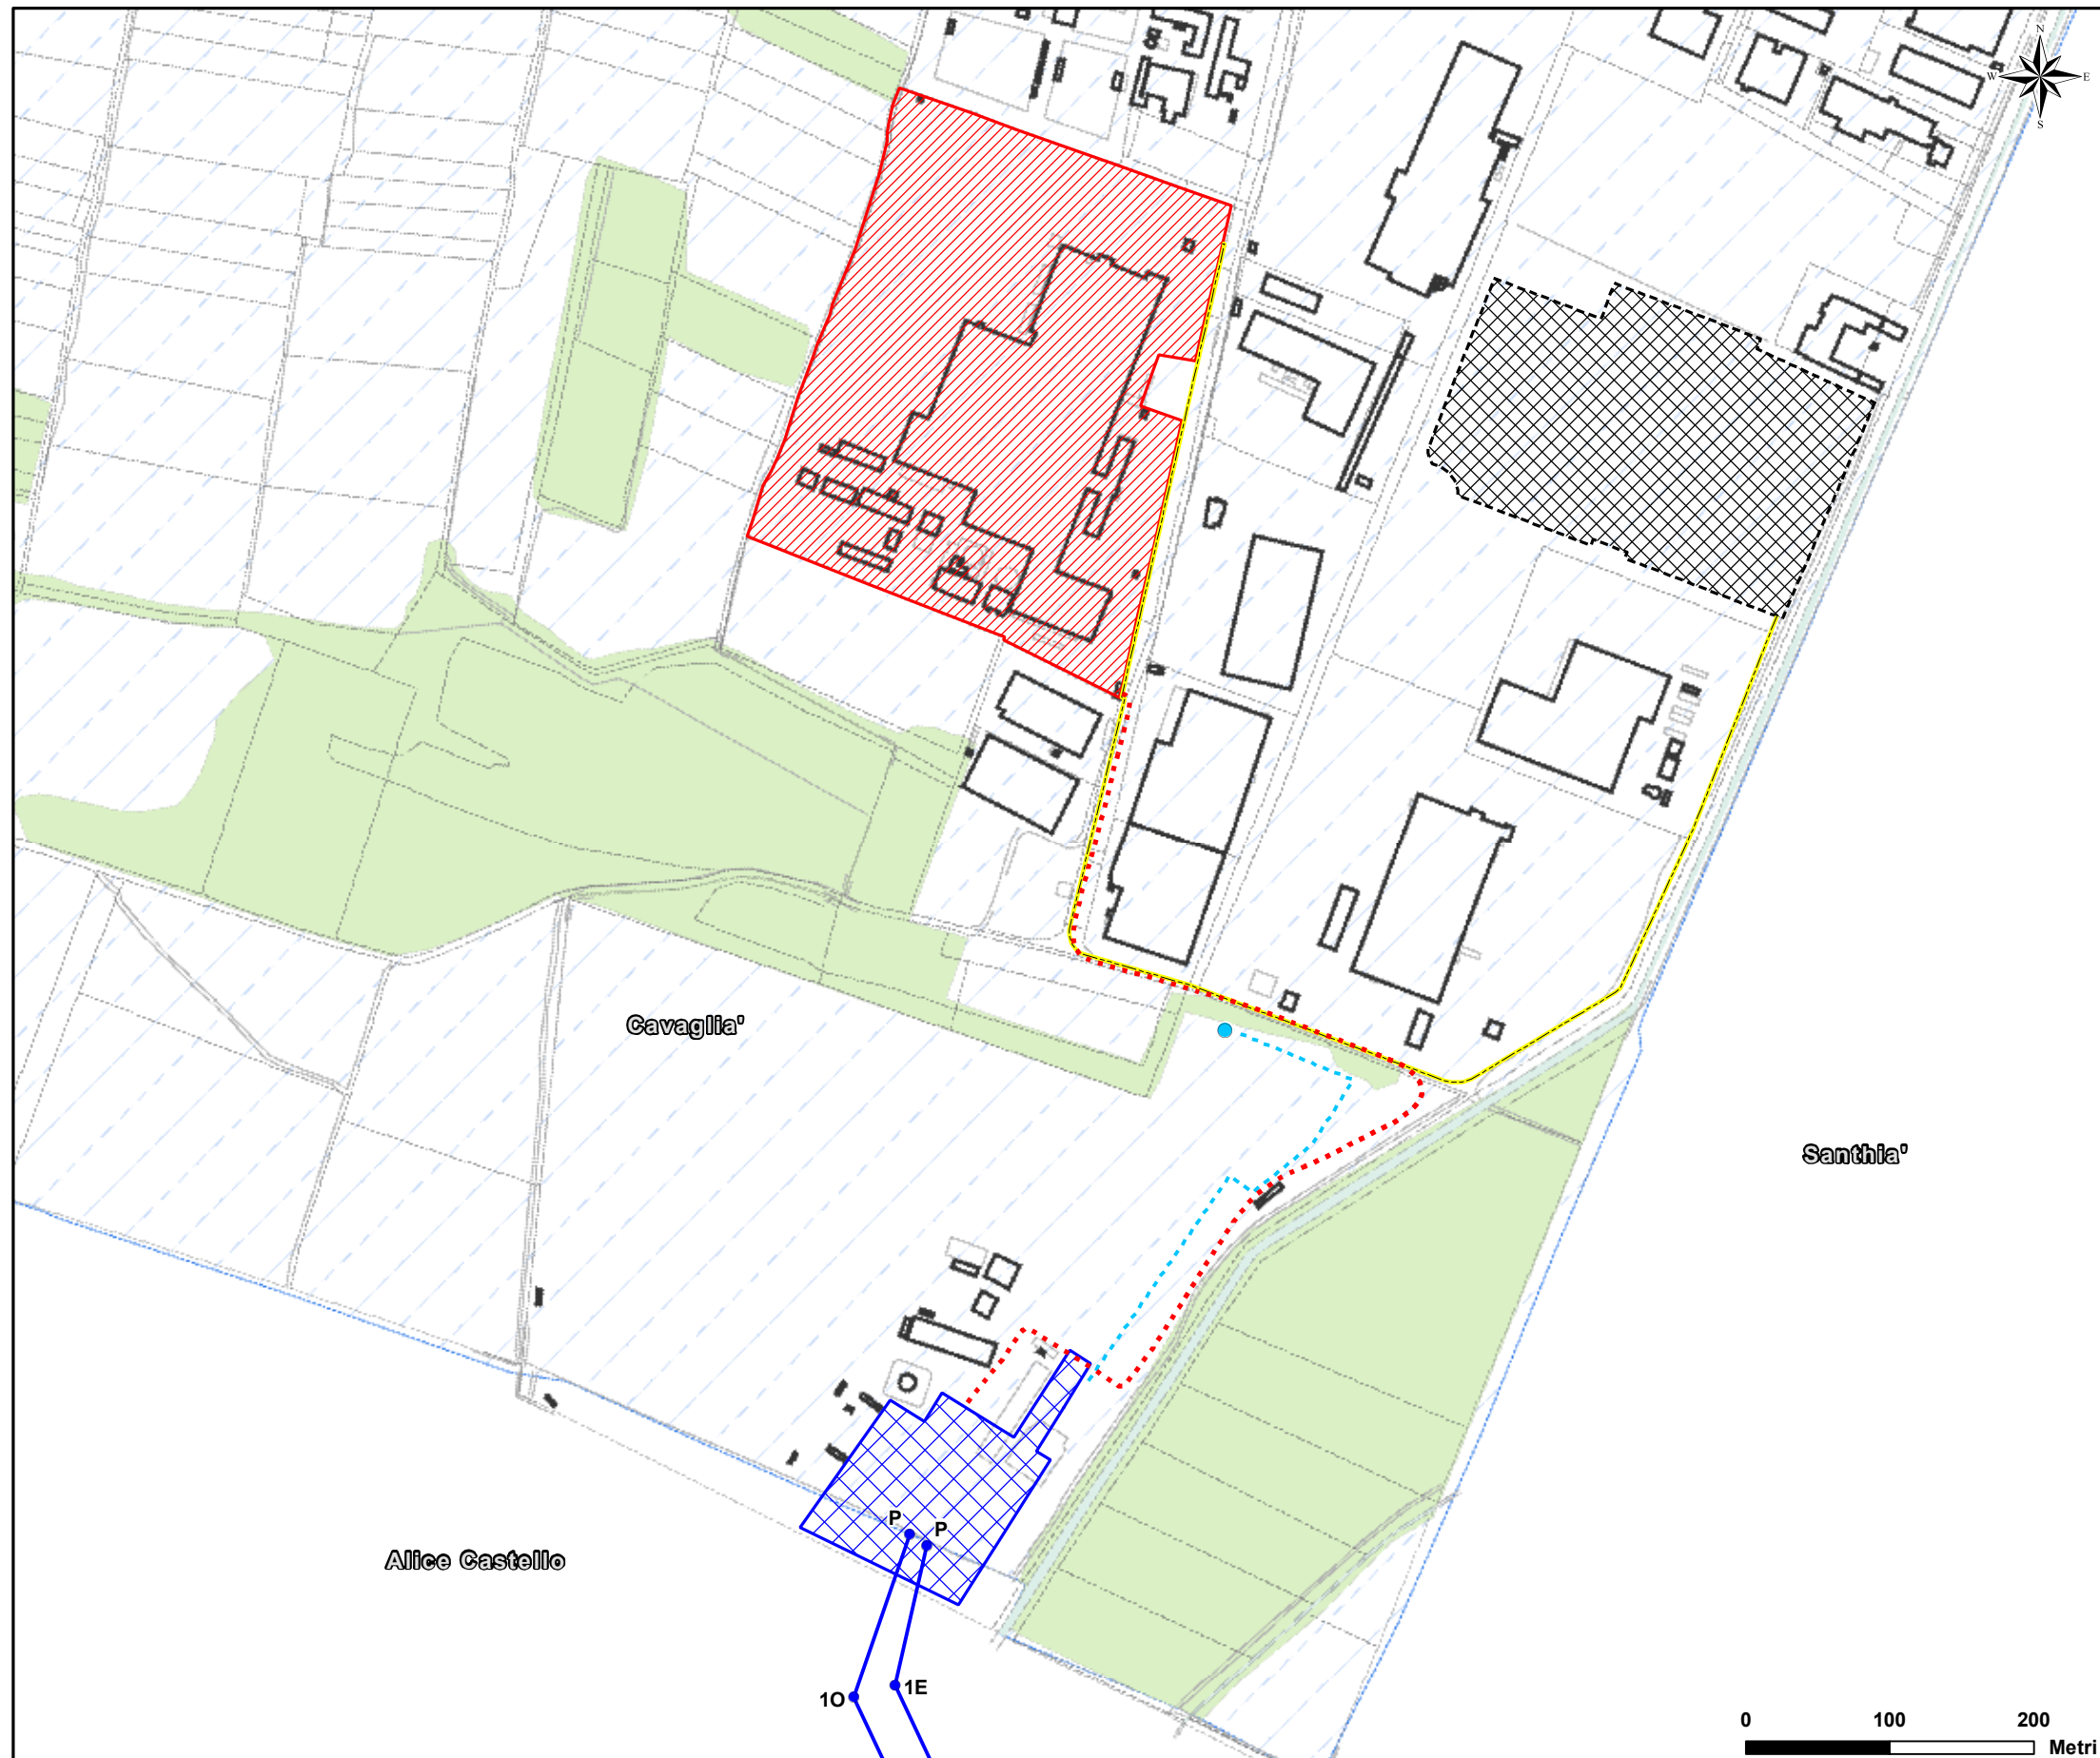 N
W E
S
Cavaglia'
Santhia'
P P
Alice Castello
1O 1E
0 100 200
Metri